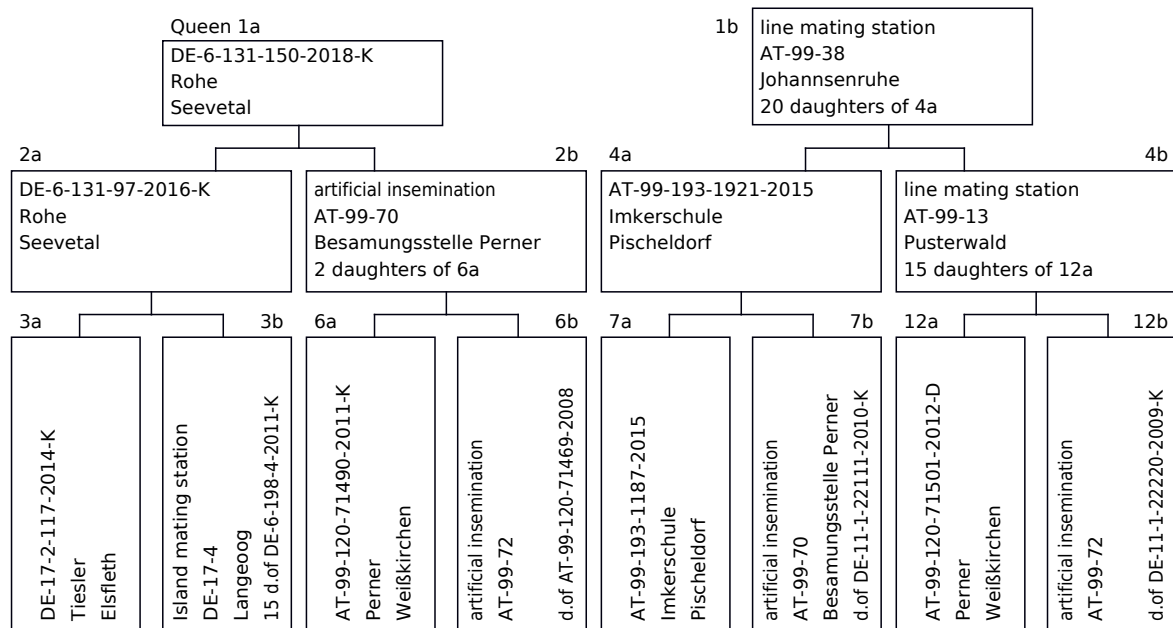 Queen 1a
DE-6-131-150-2018-K
Rohe
Seevetal
1b
line mating station
AT-99-38
Johannsenruhe
20 daughters of 4a
2a
DE-6-131-97-2016-K
Rohe
Seevetal
2b
artificial insemination
AT-99-70
Besamungsstelle Perner
2 daughters of 6a
4a
AT-99-193-1921-2015
Imkerschule
Pischeldorf
4b
line mating station
AT-99-13
Pusterwald
15 daughters of 12a
3a
DE-17-2-117-2014-K
Tiesler
Elsfleth
3b
Island mating station
DE-17-4
Langeoog
15 d.of DE-6-198-4-2011-K
6a
AT-99-120-71490-2011-K
Perner
Weißkirchen
6b
artificial insemination
AT-99-72
d.of AT-99-120-71469-2008
7a
AT-99-193-1187-2015
Imkerschule
Pischeldorf
7b
artificial insemination
AT-99-70
Besamungsstelle Perner
d.of DE-11-1-22111-2010-K
12a
AT-99-120-71501-2012-D
Perner
Weißkirchen
12b
artificial insemination
AT-99-72
d.of DE-11-1-22220-2009-K